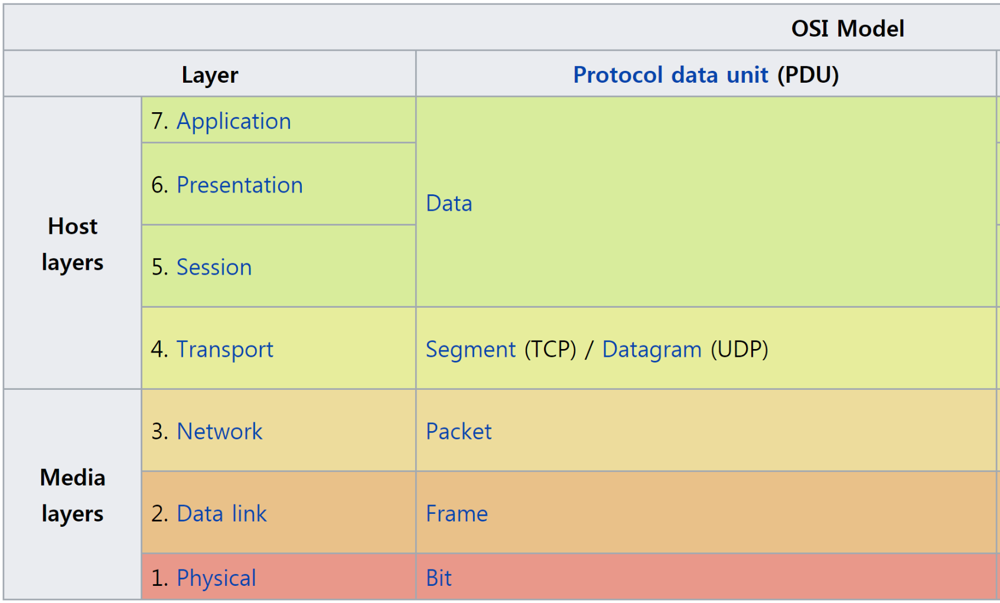 OSI Model
Layer
Protocol data unit (PDU)
Host
layers
7. Application
6. Presentation
5. Session
Data
4. Transport
Segment (TCP) / Datagram (UDP)
Media
layers
3. Network
Packet
2. Data link
Frame
1. Physical
Bit